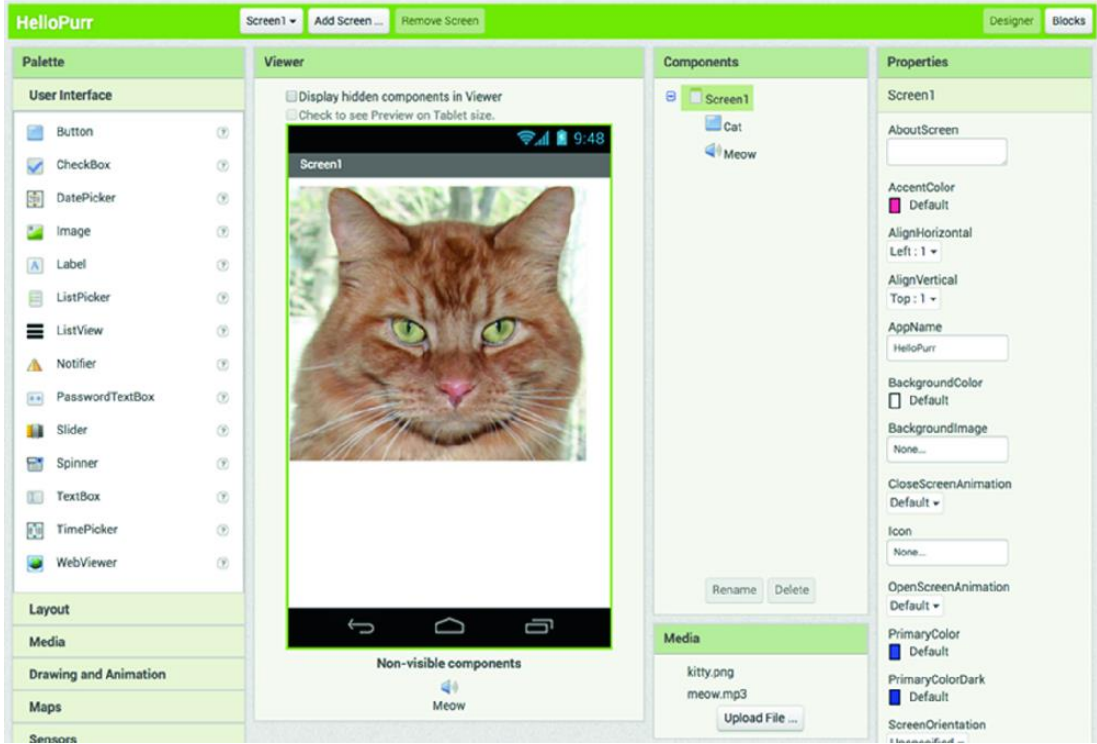 HelloPurr
Screen1
Add Screen ...
Remove Screen
Designer
Blocks
Palette
User Interface
Button
CheckBox
DatePicker
Image
Label
ListPicker
ListView
Notifier
PasswordTextBox
Slider
Spinner
TextBox
TimePicker
WebViewer
Layout
Media
Drawing and Animation
Maps
Sensors
Viewer
Display hidden components in Viewer
Check to see Preview on Tablet size.
9:48
Screen1
Non-visible components
Meow
Components
Screen1
Cat
Meow
Rename
Delete
Media
kitty.png
meow.mp3
Upload File ...
Properties
Screen1
AboutScreen
AccentColor
Default
AlignHorizontal
Left : 1
AlignVertical
Top : 1
AppName
HelloPurr
BackgroundColor
Default
BackgroundImage
None...
CloseScreenAnimation
Default
Icon
None...
OpenScreenAnimation
Default
PrimaryColor
Default
PrimaryColorDark
Default
ScreenOrientation
Unspecified